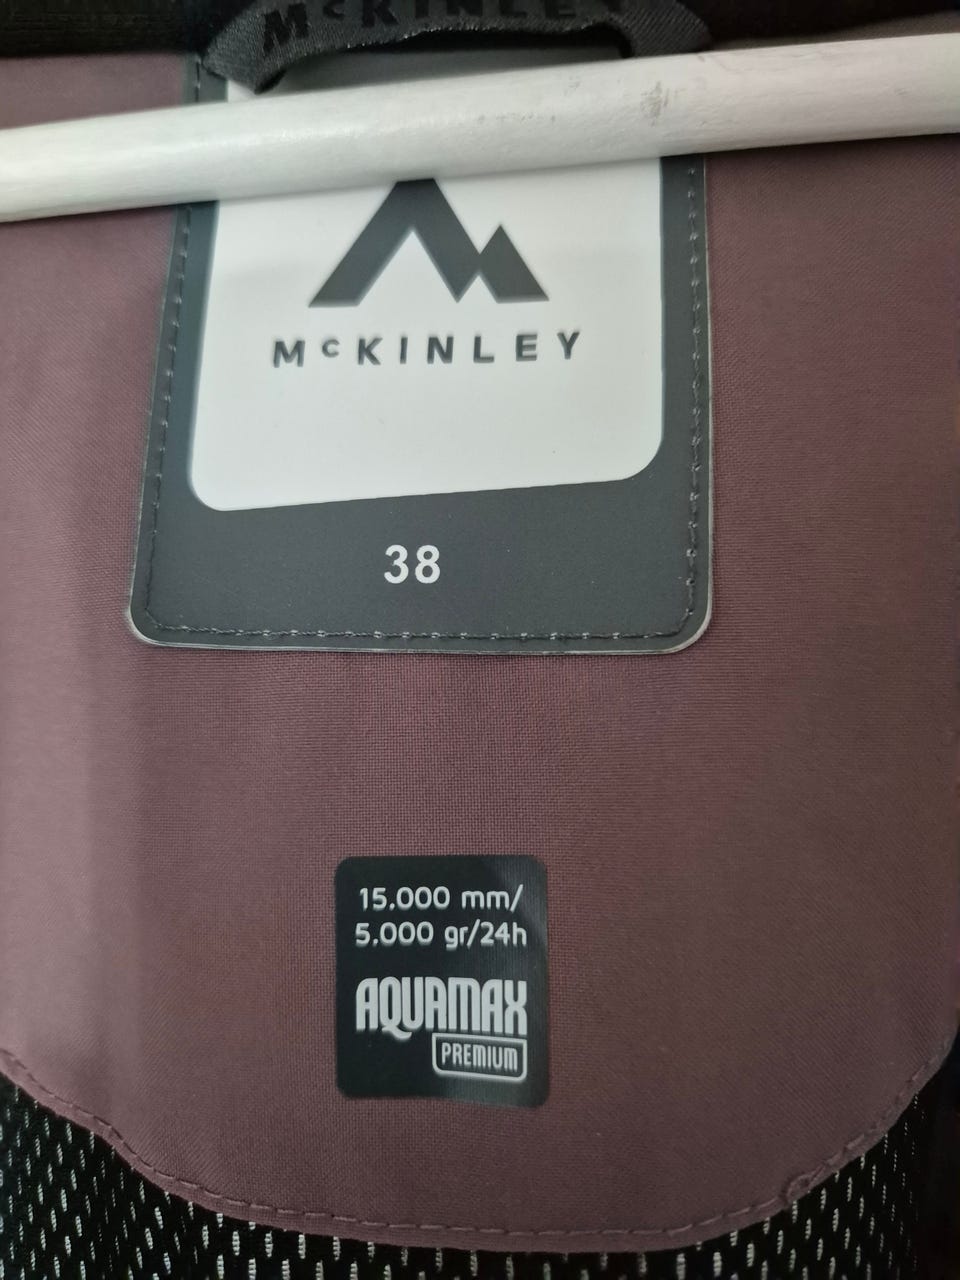 McKINLEY
McKINLEY
38
15.000 mm/
5.000 gr/24h
AQUAMAX
PREMIUM